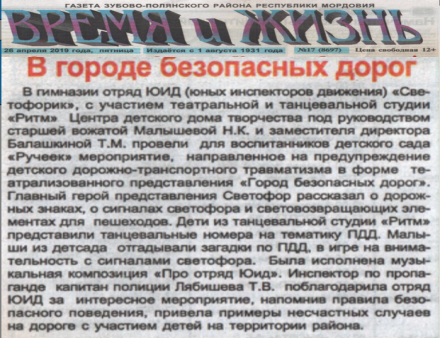 ГАЗЕТА ЗУБОВО-ПОЛЯНСКОГО РАЙОНА РЕСПУБЛИКИ МОРДОВИЯ
ВРЕМЯ и ЖИЗНЬ
26 апреля 2019 года, пятница Издаётся с 1 августа 1931 года №17 (8697) Цена свободная 12+
В городе безопасных дорог
В гимназии отряд ЮИД (юных инспекторов движения) «Све-
тофорик», с участием театральной и танцевальной студии
«Ритм» Центра детского дома творчества под руководством
старшей вожатой Малышевой Н.К. и заместителя директора
Балашкиной Т.М. провели для воспитанников детского сада
«Ручеек» мероприятие, направленное на предупреждение
детского дорожно-транспортного травматизма в форме те-
атрализованного представления «Город безопасных дорог».
Главный герой представления Светофор рассказал о дорож-
ных знаках, о сигналах светофора и световозвращающих эле-
ментах для пешеходов. Дети из танцевальной студии «Ритм»
представили танцевальные номера на тематику ПДД. Малы-
ши из детсада отгадывали загадки по ПДД, в игре на внима-
тельность с сигналами светофора. Была исполнена музы-
кальная композиция «Про отряд Юид». Инспектор по пропа-
ганде капитан полиции Лябишева Т.В. поблагодарила отряд
ЮИД за интересное мероприятие, напомнив правила безо-
пасного поведения, привела примеры несчастных случаев
на дороге с участием детей на территории района.